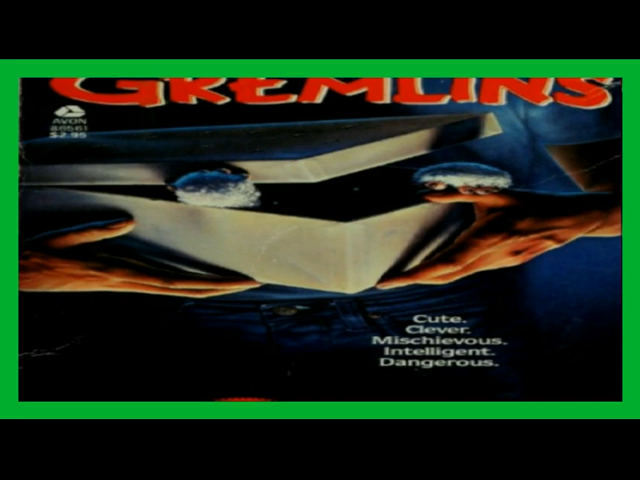 GREMLINS
AVON
88561
$2.95
Cute.
Clever.
Mischievous.
Intelligent.
Dangerous.